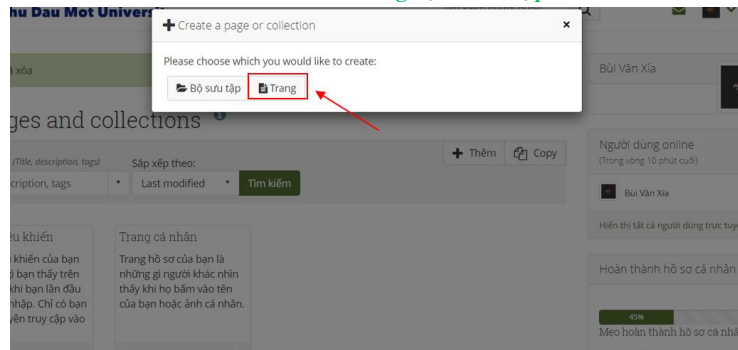 hu Dau Mot Univers
Create a page or collection
Please choose which you would like to create:
Bộ sưu tập
Trang
xóa
ges and collections
(Title, description, tags)
Sắp xếp theo:
cription, tags
Last modified
Tìm kiếm
Thêm
Copy
Bùi Văn Xía
Người dùng online
(Trong vòng 10 phút cuối)
Bùi Văn Xía
Hiển thị tất cả người dùng trực tuy
Hoàn thành hồ sơ cá nhân
45%
Mẹo hoàn thành hồ sơ cá nhâ
u khiển
khiển của bạn
bạn thấy trên
khi bạn lần đầu
nhập. Chỉ có bạn
yền truy cập vào
Trang cá nhân
Trang hồ sơ của bạn là
những gì người khác nhìn
thấy khi họ bấm vào tên
của bạn hoặc ảnh cá nhân.